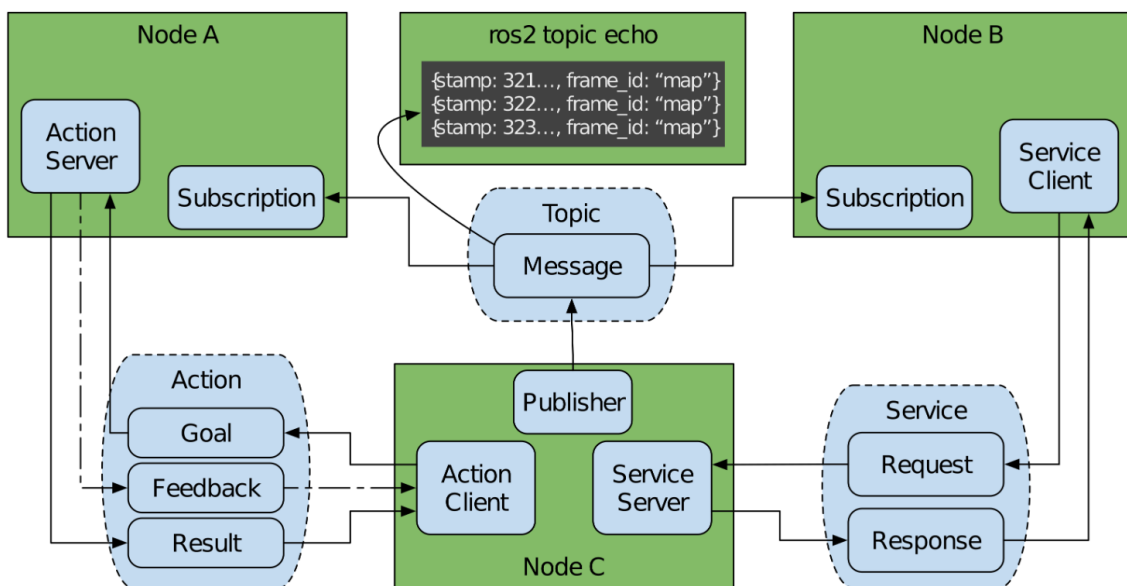 Node A
ros2 topic echo
Node B
{stamp: 321..., frame_id: “map”}
{stamp: 322..., frame_id: “map”}
{stamp: 323..., frame_id: “map”}
Action
Server
Subscription
Service
Client
Subscription
Topic
Message
Action
Goal
Feedback
Result
Publisher
Action
Client
Service
Server
Node C
Service
Request
Response